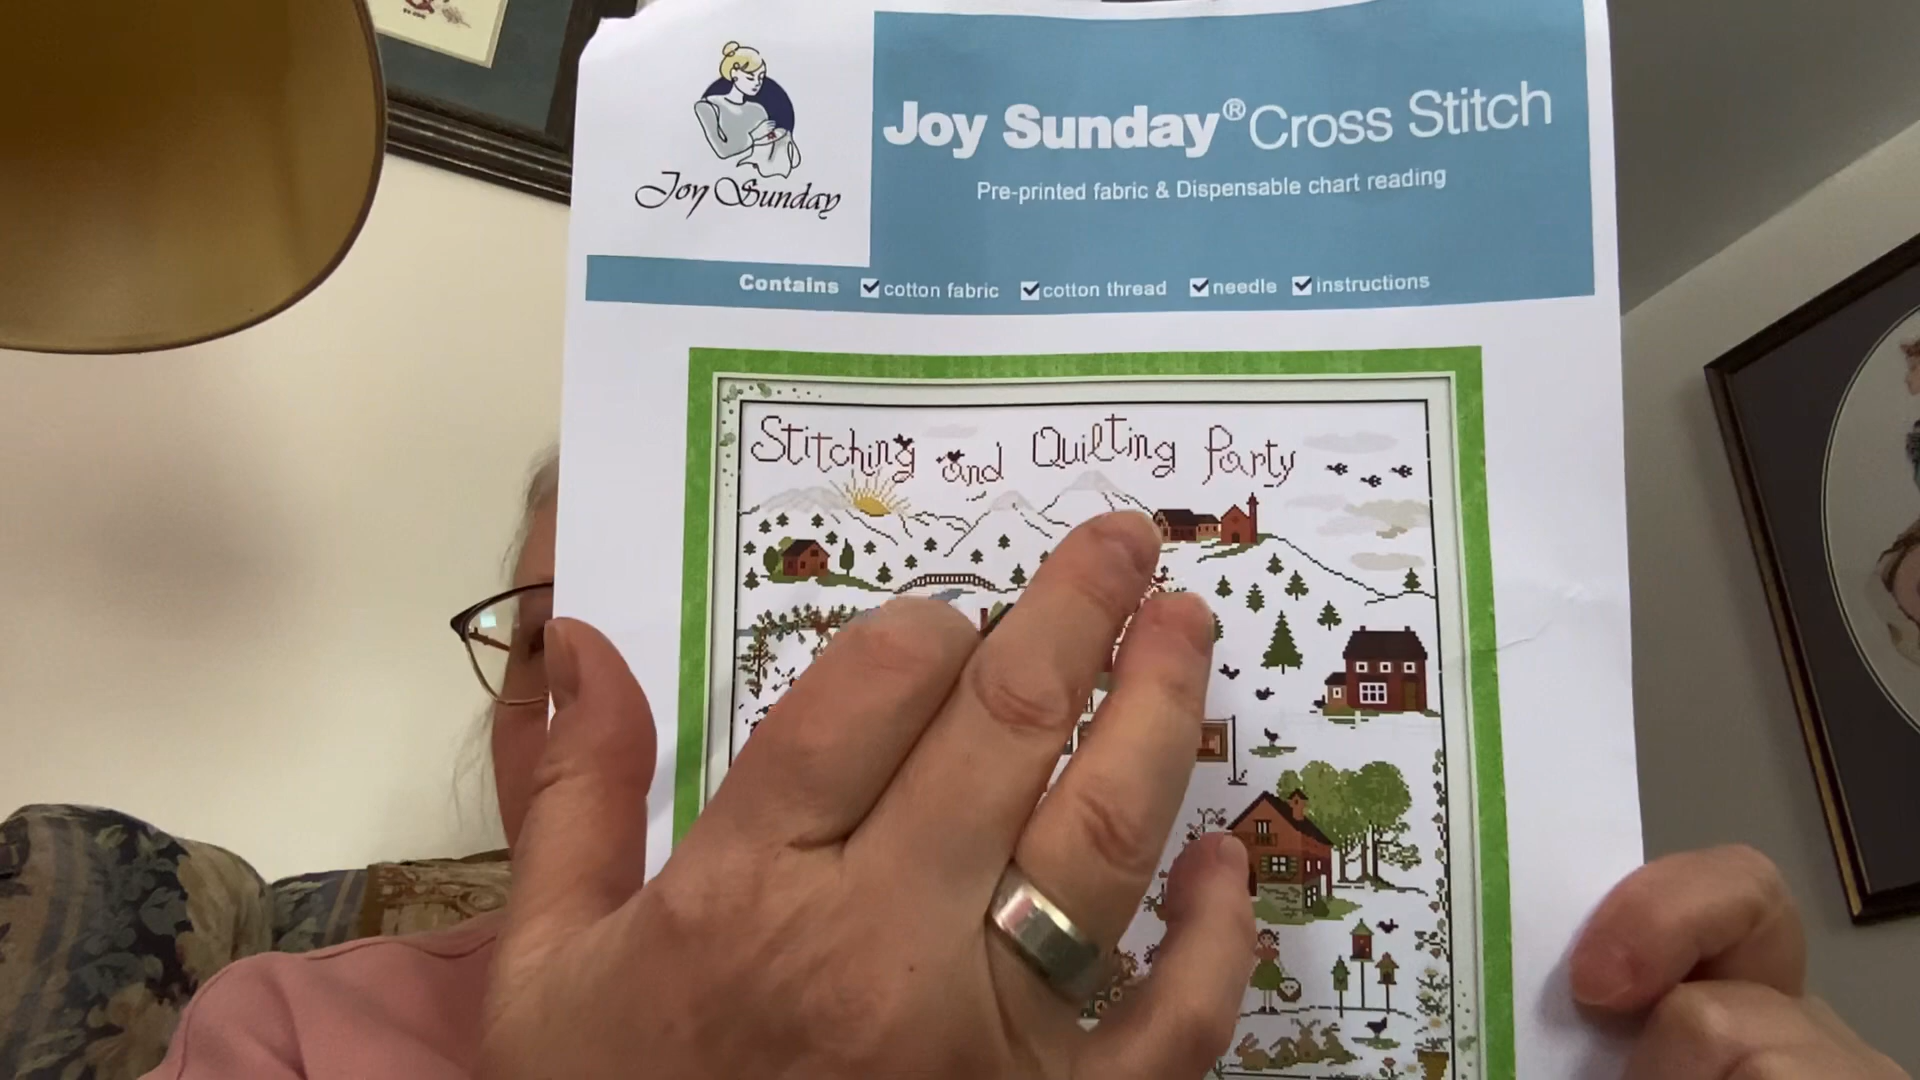 Joy Sunday
Joy Sunday® Cross Stitch
Pre-printed fabric & Dispensable chart reading
Contains cotton fabric cotton thread needle instructions
Stitching and Quilting Party